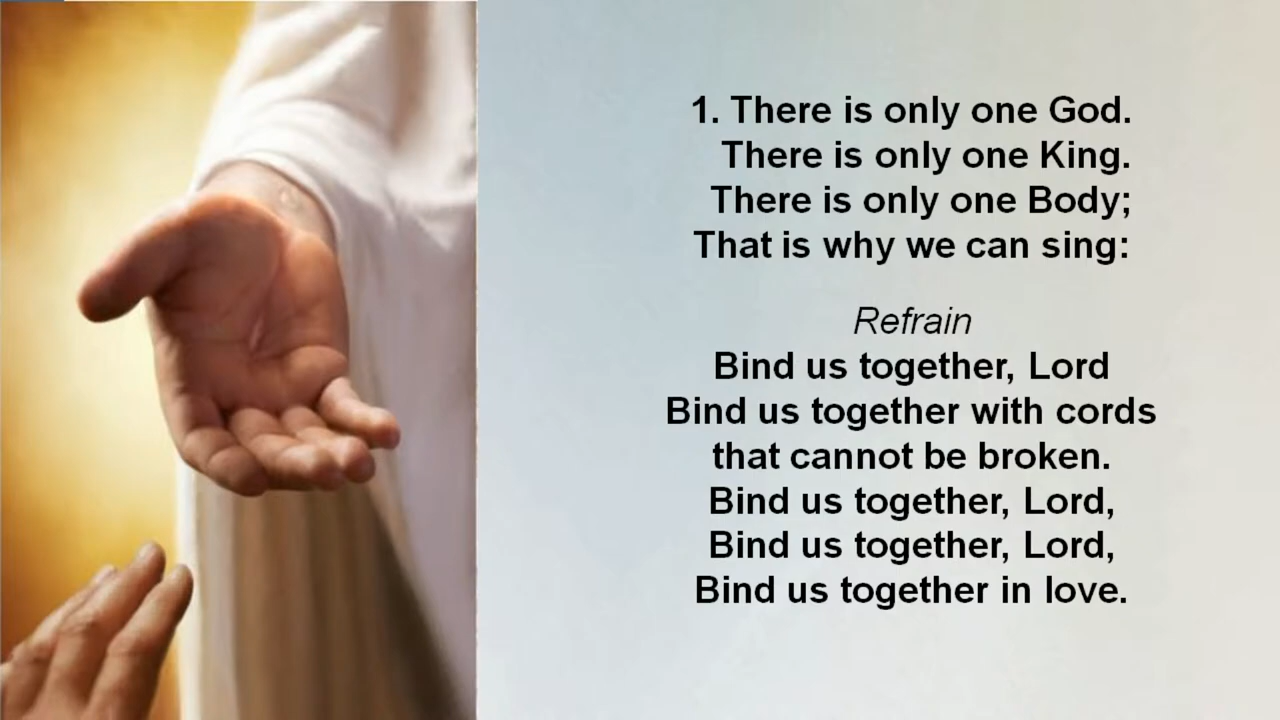 1. There is only one God.
There is only one King.
There is only one Body;
That is why we can sing:
Refrain
Bind us together, Lord
Bind us together with cords
that cannot be broken.
Bind us together, Lord,
Bind us together, Lord,
Bind us together in love.